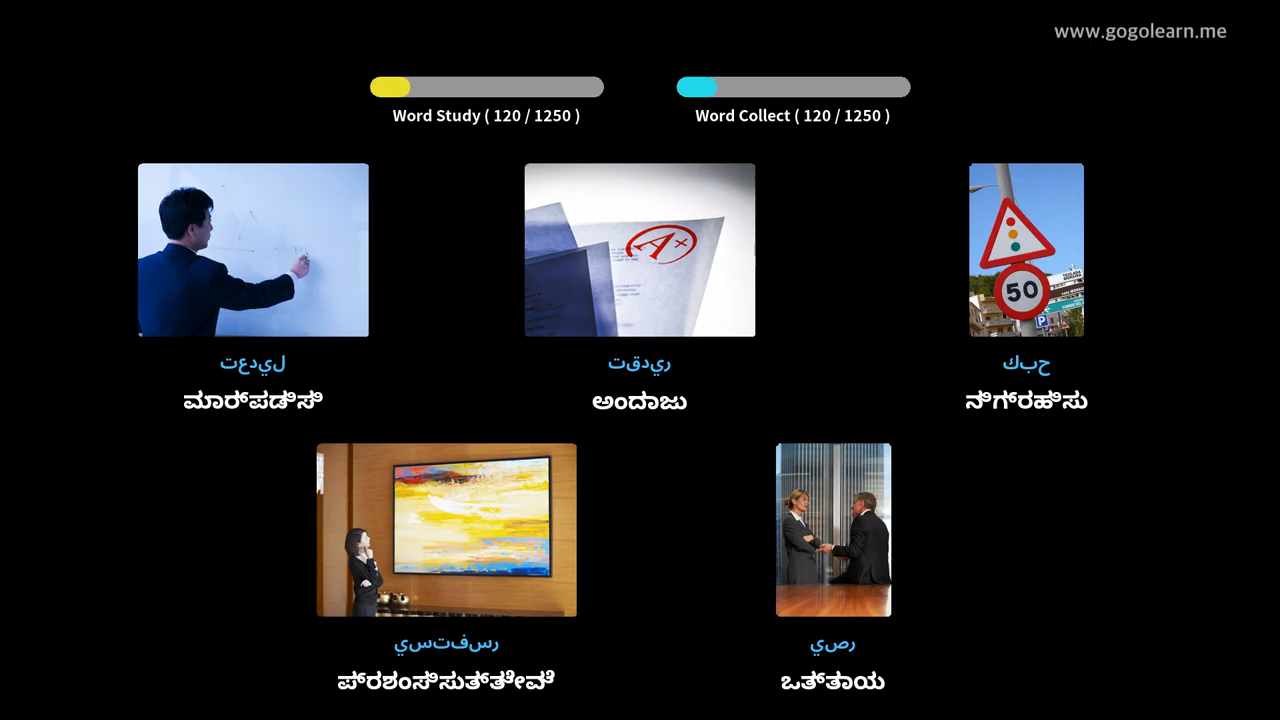 www.gogolearn.me
Word Study ( 120 / 1250 )
Word Collect ( 120 / 1250 )
A+
50
P
تعديل
تقدير
كبح
ಮಾರ್ಪಡಿಸಿ
ಅಂದಾಜು
ನಿಗ್ರಹಿಸು
يستفسر
يصر
ಪ್ರಶಂಸಿಸುತ್ತೇವೆ
ಒತ್ತಾಯ